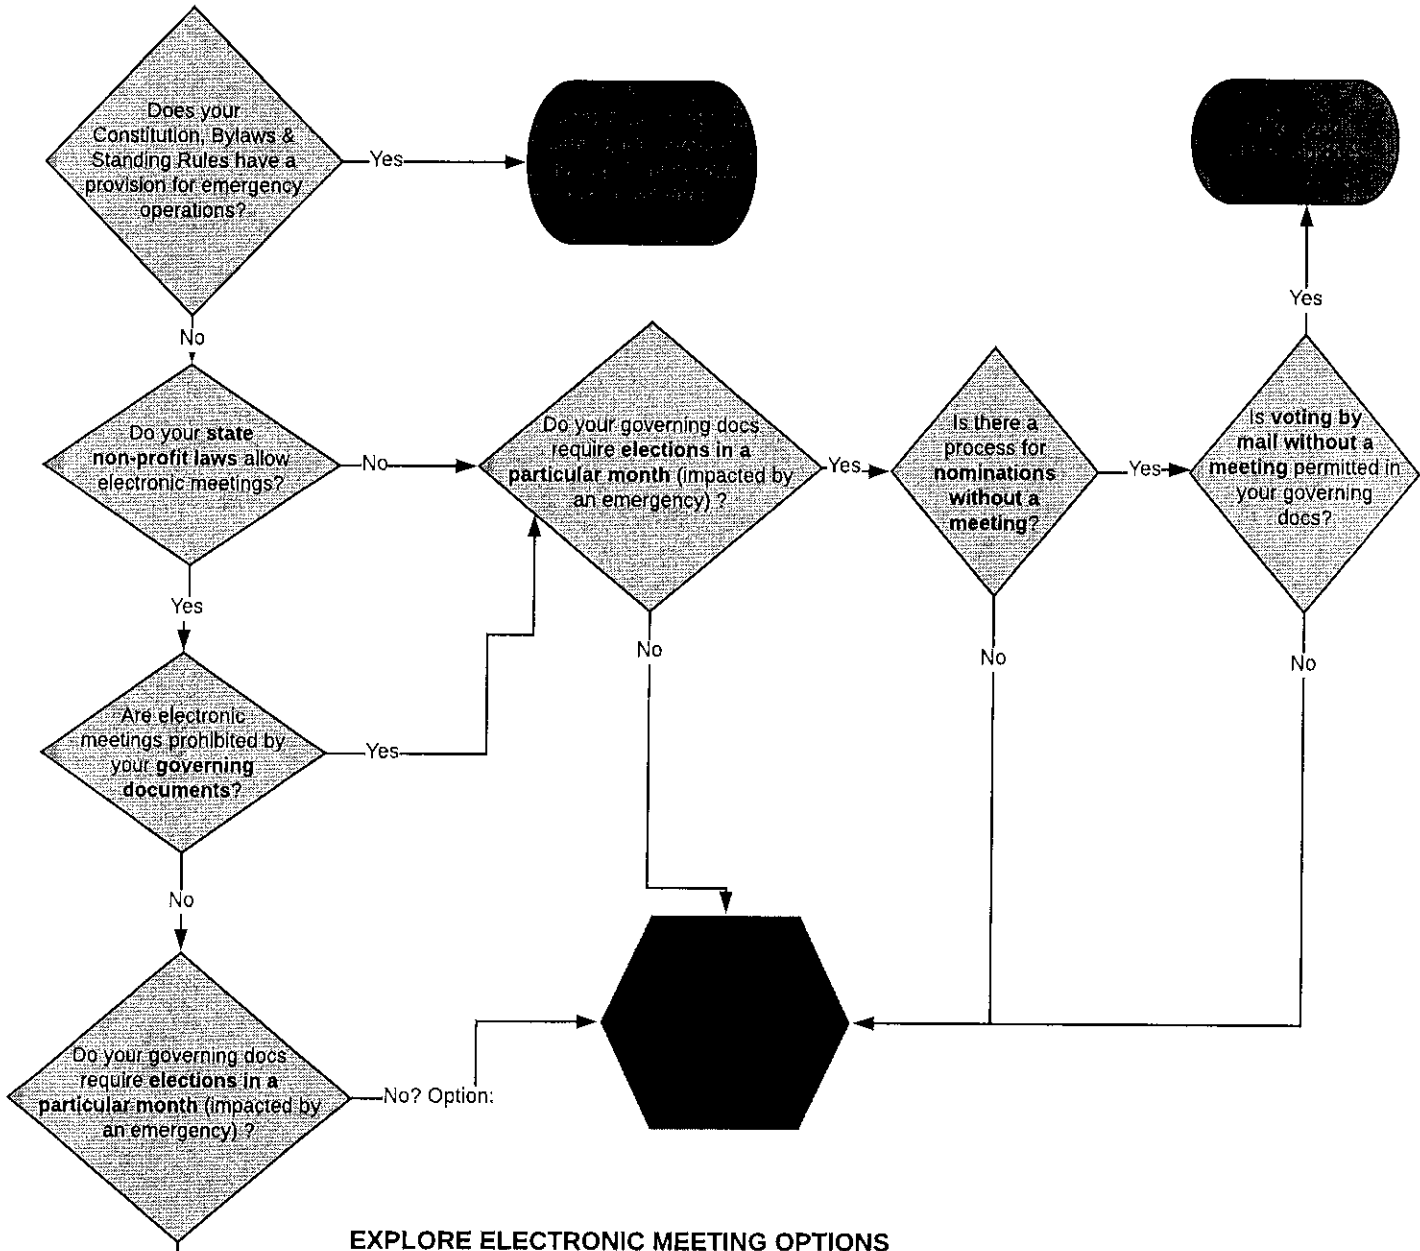 Does your
Constitution, Bylaws &
Standing Rules have a
provision for emergency
operations?
Yes
No
Do your state
non-profit laws allow
electronic meetings?
No
Yes
Do your governing docs
require elections in a
particular month (impacted by
an emergency) ?
Yes
No
Is there a
process for
nominations
without a
meeting?
Yes
No
Is voting by
mail without a
meeting permitted in
your governing
docs?
Yes
No
Are electronic
meetings prohibited by
your governing
documents?
Yes
No
Do your governing docs
require elections in a
particular month (impacted by
an emergency) ?
No? Option:
EXPLORE ELECTRONIC MEETING OPTIONS